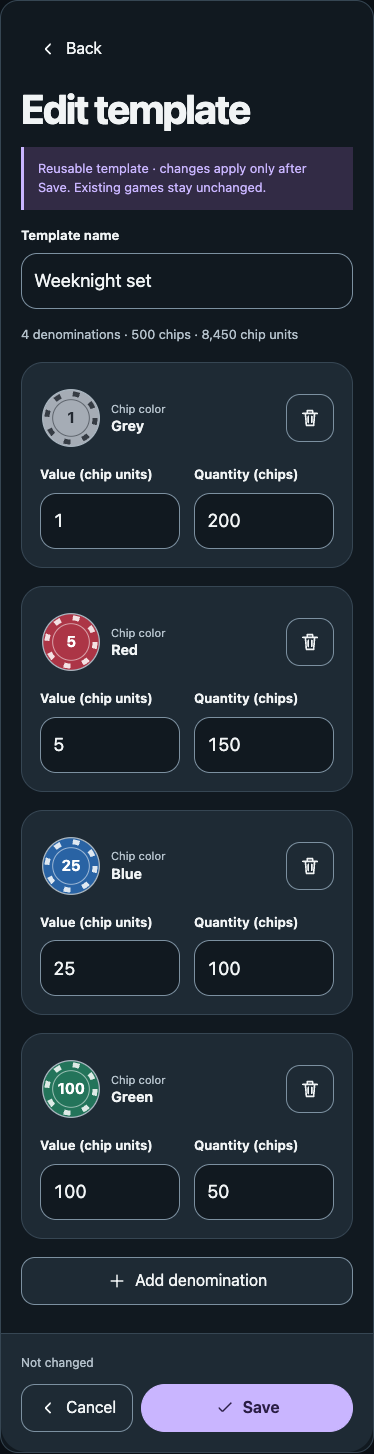 Back
Edit template
Reusable template · changes apply only after
Save. Existing games stay unchanged.
Template name
Weeknight set
4 denominations · 500 chips · 8,450 chip units
1
Chip color
Grey
Value (chip units) Quantity (chips)
1 200
5
Chip color
Red
Value (chip units) Quantity (chips)
5 150
25
Chip color
Blue
Value (chip units) Quantity (chips)
25 100
100
Chip color
Green
Value (chip units) Quantity (chips)
100 50
Add denomination
Not changed
Cancel Save